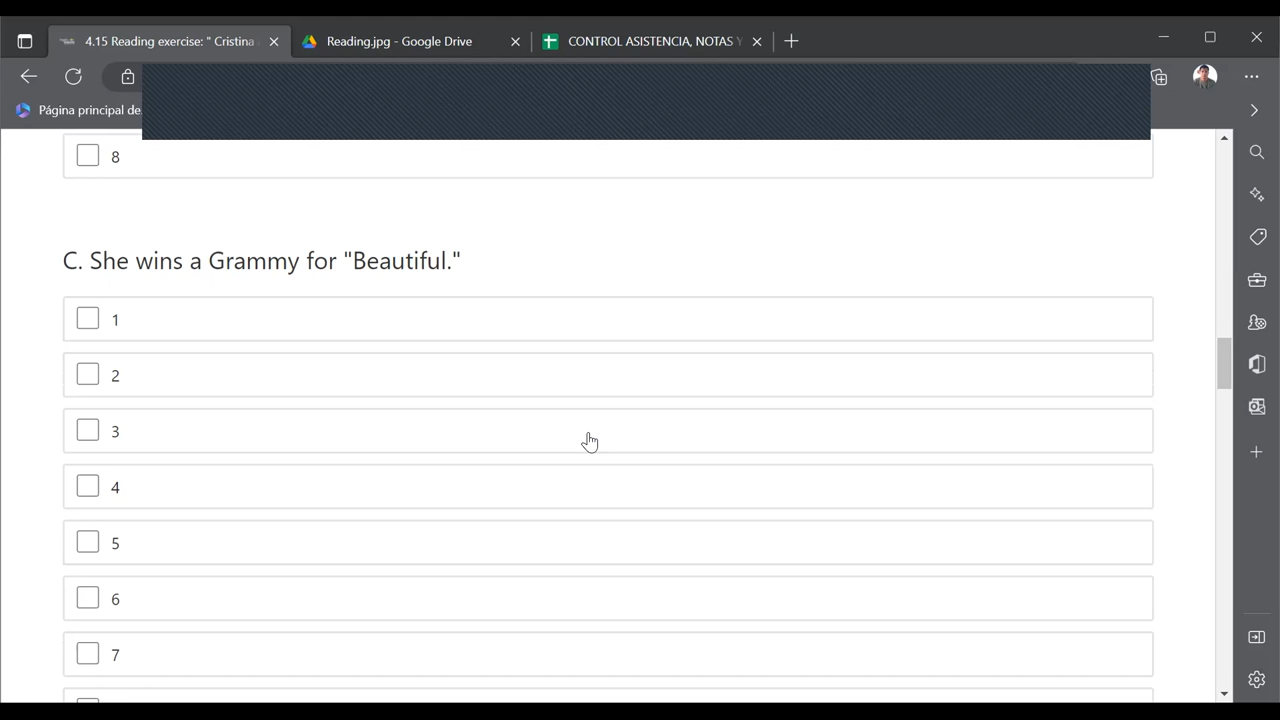 4.15 Reading exercise: " Cristina
Reading.jpg - Google Drive
CONTROL ASISTENCIA, NOTAS Y
Página principal de
8
C. She wins a Grammy for "Beautiful."
1
2
3
4
5
6
7